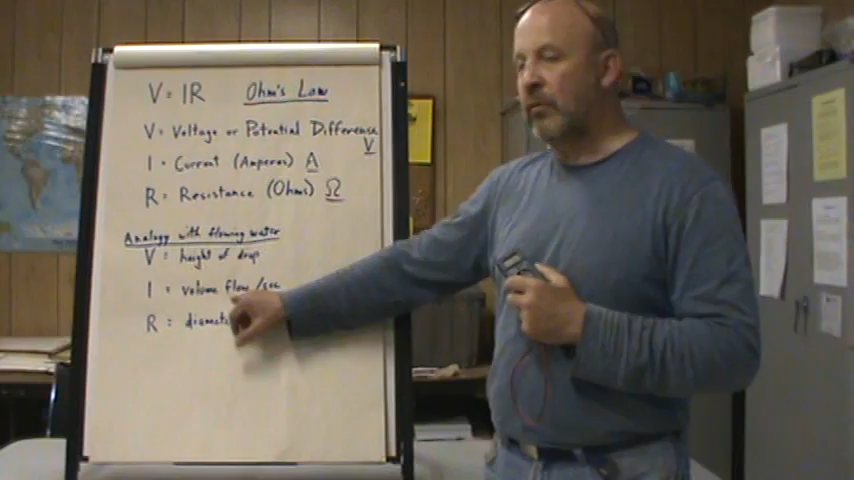 V = IR Ohm's Law
V = Voltage or Potential Difference
V
I = Current (Amperes) A
R = Resistance (Ohms) Ω
Analogy with flowing water
V = height of drop
I = volume flow/sec
R =